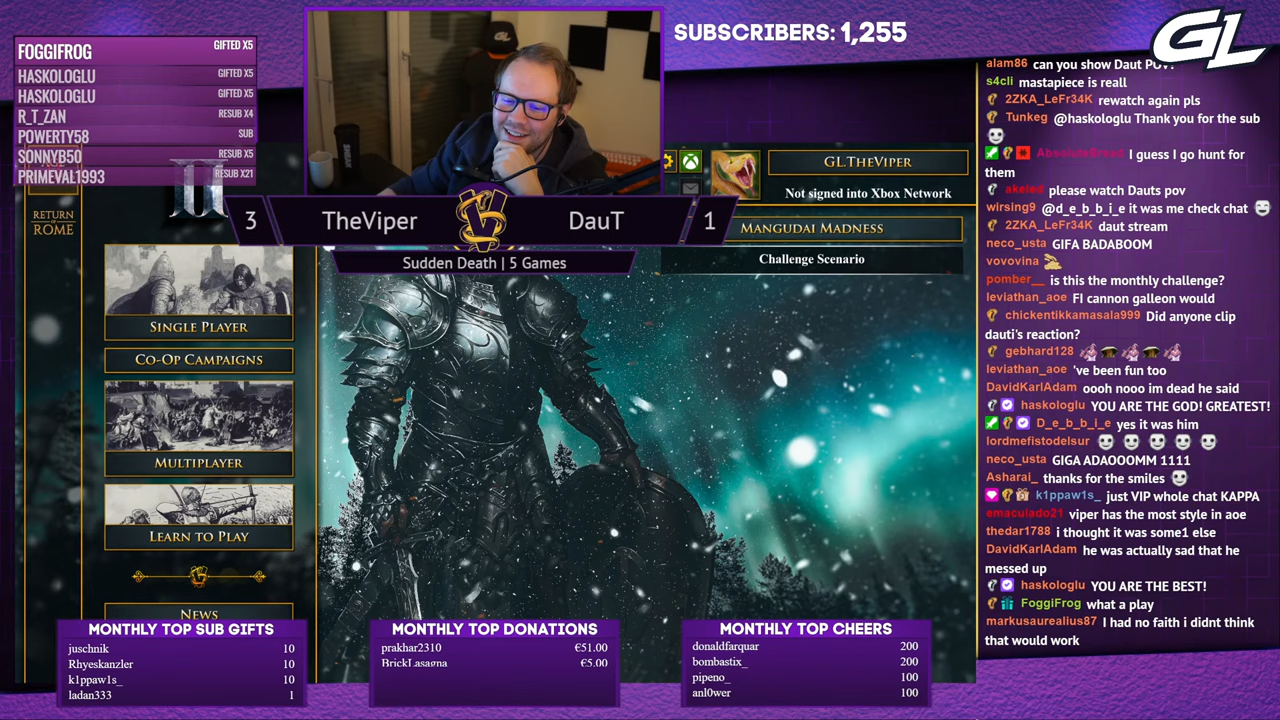 SUBSCRIBERS: 1,255
GL
FOGGIFROG GIFTED X5
HASKOLOGLU GIFTED X5
HASKOLOGLU GIFTED X5
R_T_ZAN RESUB X4
POWERTY58 SUB
SONNYB50 RESUB X5
PRIMEVAL1993 RESUB X21
II
RETURN
OF
ROME
GL.THEVIPER
Not signed into Xbox Network
3 TheViper DauT 1
MANGUDAI MADNESS
Sudden Death | 5 Games
Challenge Scenario
SINGLE PLAYER
CO-OP CAMPAIGNS
MULTIPLAYER
LEARN TO PLAY
NEWS
MONTHLY TOP SUB GIFTS
juschnik 10
Rhyeskanzler 10
k1ppaw1s_ 10
ladan333 1
MONTHLY TOP DONATIONS
prakhar2310 €51.00
BrickLasagna €5.00
MONTHLY TOP CHEERS
donaldfarquar 200
bombastix_ 200
pipeno_ 100
anl0wer 100
alam86 can you show Daut POV?
s4cli mastapiece is reall
2ZKA_LeFr34K rewatch again pls
Tunkeg @haskologlu Thank you for the sub
I guess I go hunt for
them
akeled please watch Dauts pov
wirsing9 @d_e_b_b_i_e it was me check chat
2ZKA_LeFr34K daut stream
neco_usta GIFA BADABOOM
vovovina
pomber__ is this the monthly challenge?
leviathan_aoe FI cannon galleon would
chickentikkamasala999 Did anyone clip
dauti's reaction?
gebhard128
leviathan_aoe 've been fun too
DavidKarlAdam oooh nooo im dead he said
haskologlu YOU ARE THE GOD! GREATEST!
D_e_b_b_i_e yes it was him
lordmefistodelsur
neco_usta GIGA ADAOOOMM 1111
Asharai_ thanks for the smiles
k1ppaw1s_ just VIP whole chat KAPPA
emaculado21 viper has the most style in aoe
thedar1788 i thought it was some1 else
DavidKarlAdam he was actually sad that he
messed up
haskologlu YOU ARE THE BEST!
FoggiFrog what a play
markusaurealius87 I had no faith i didnt think
that would work